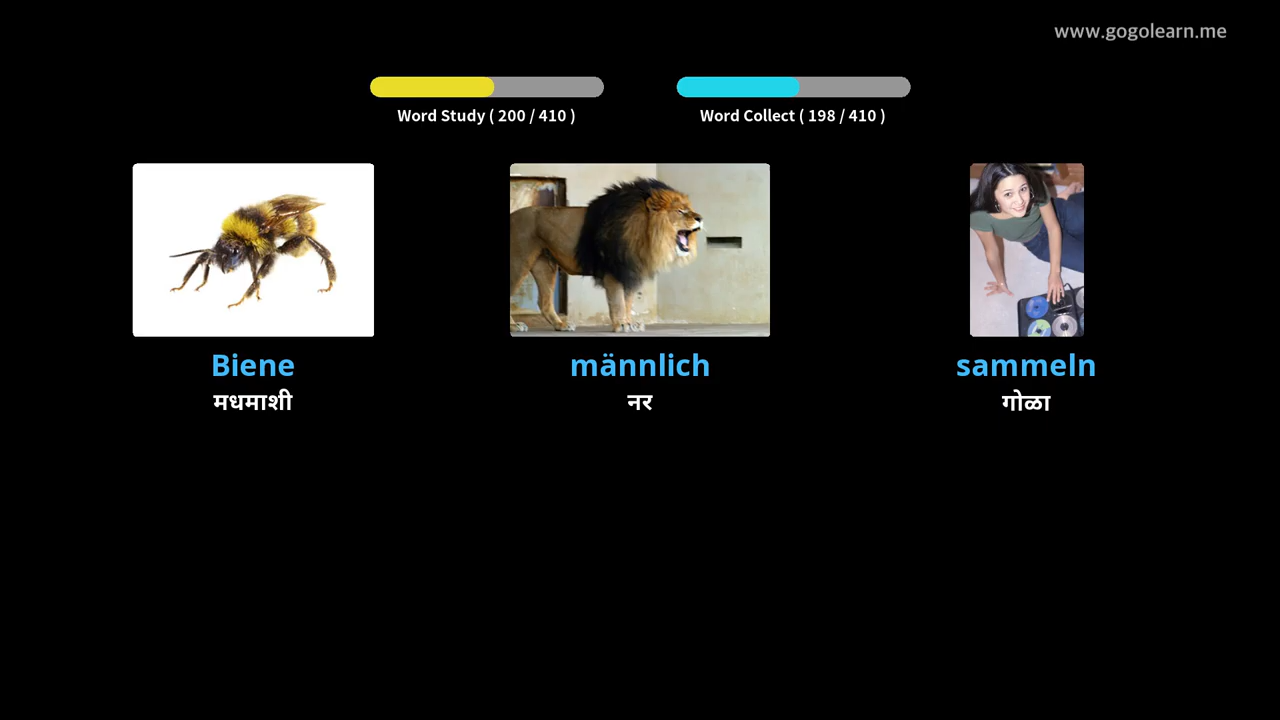 www.gogolearn.me
Word Study ( 200 / 410 )
Word Collect ( 198 / 410 )
Biene
मधमाशी
männlich
नर
sammeln
गोळा